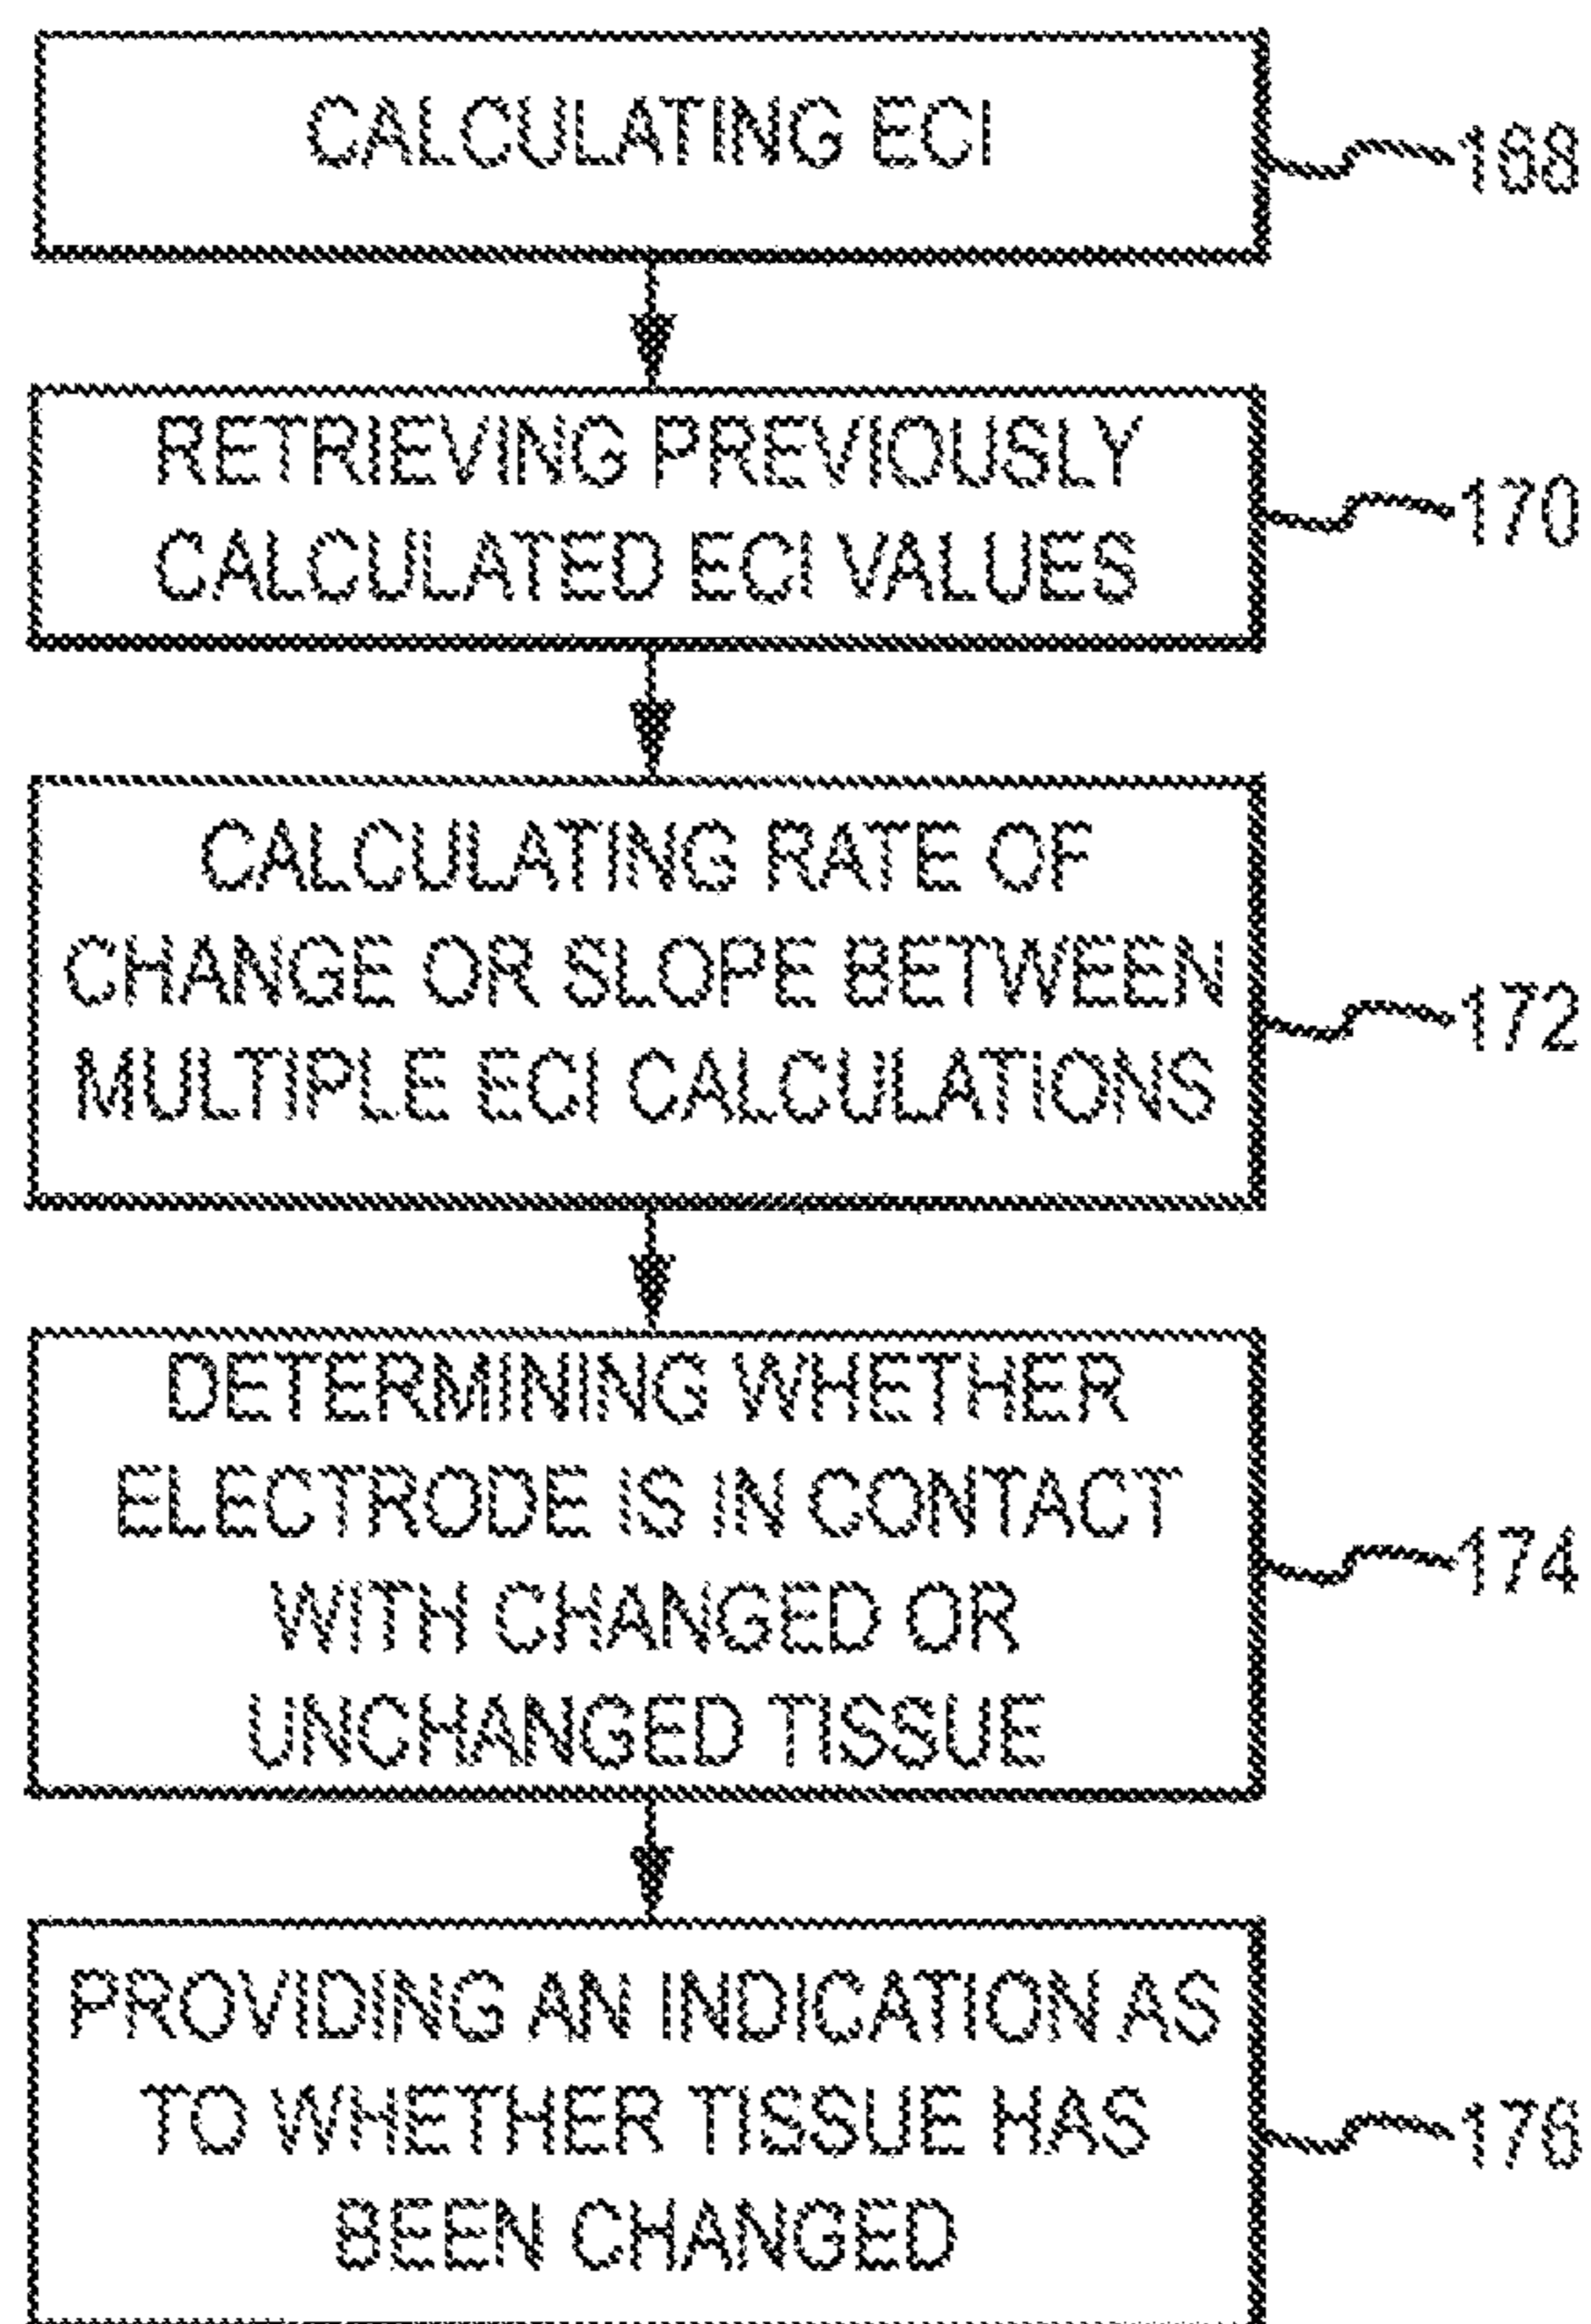 CALCULATING ECI
168
RETRIEVING PREVIOUSLY
CALCULATED ECI VALUES
170
CALCULATING RATE OF
CHANGE OR SLOPE BETWEEN
MULTIPLE ECI CALCULATIONS
172
DETERMINING WHETHER
ELECTRODE IS IN CONTACT
WITH CHANGED OR
UNCHANGED TISSUE
174
PROVIDING AN INDICATION AS
TO WHETHER TISSUE HAS
BEEN CHANGED
176